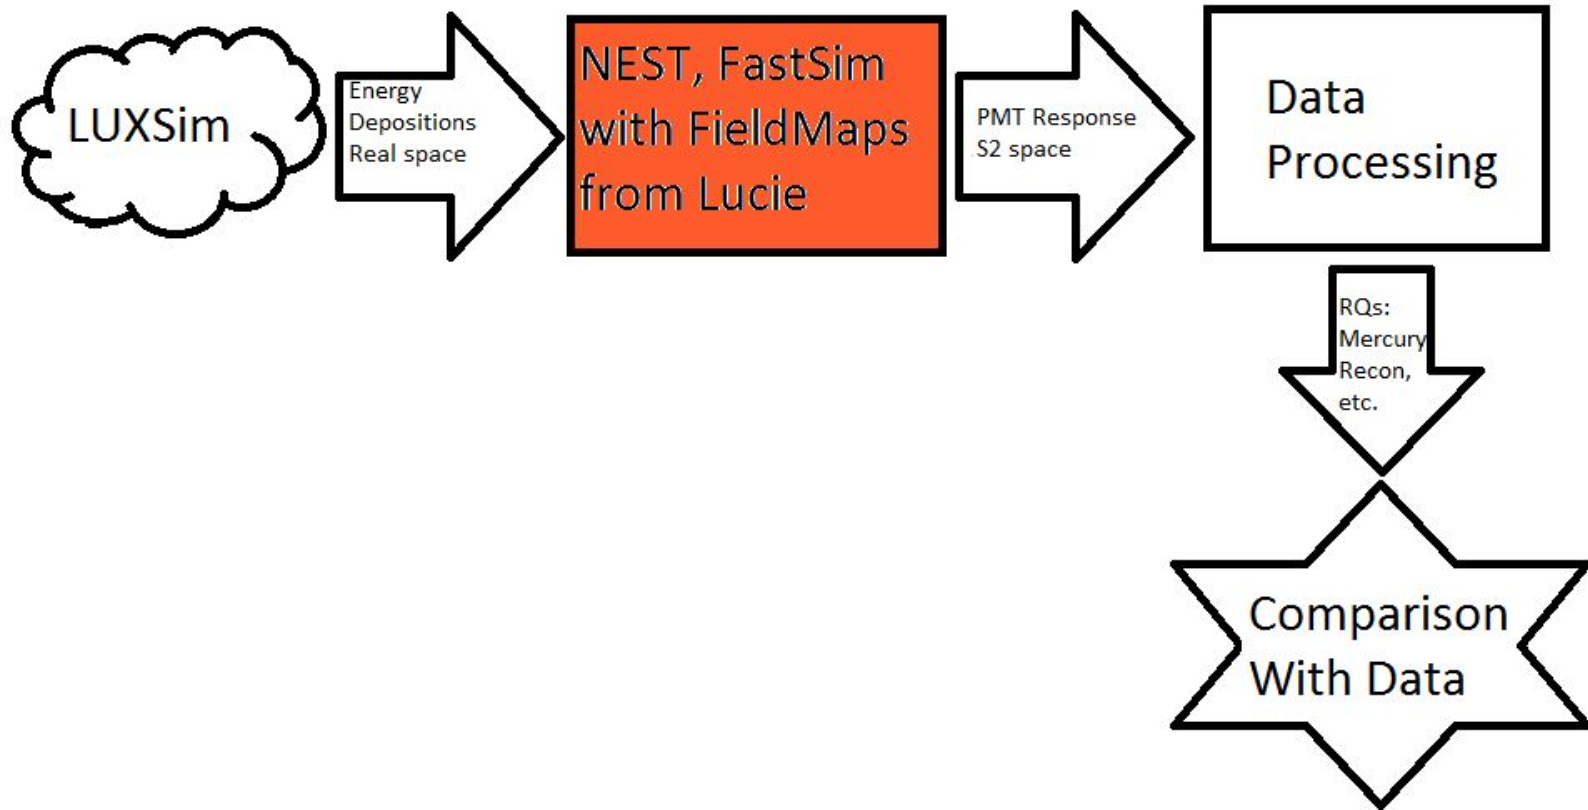 LUXSim
Energy
Depositions
Real space
NEST, FastSim
with FieldMaps
from Lucie
PMT Response
S2 space
Data
Processing
RQs:
Mercury
Recon,
etc.
Comparison
With Data